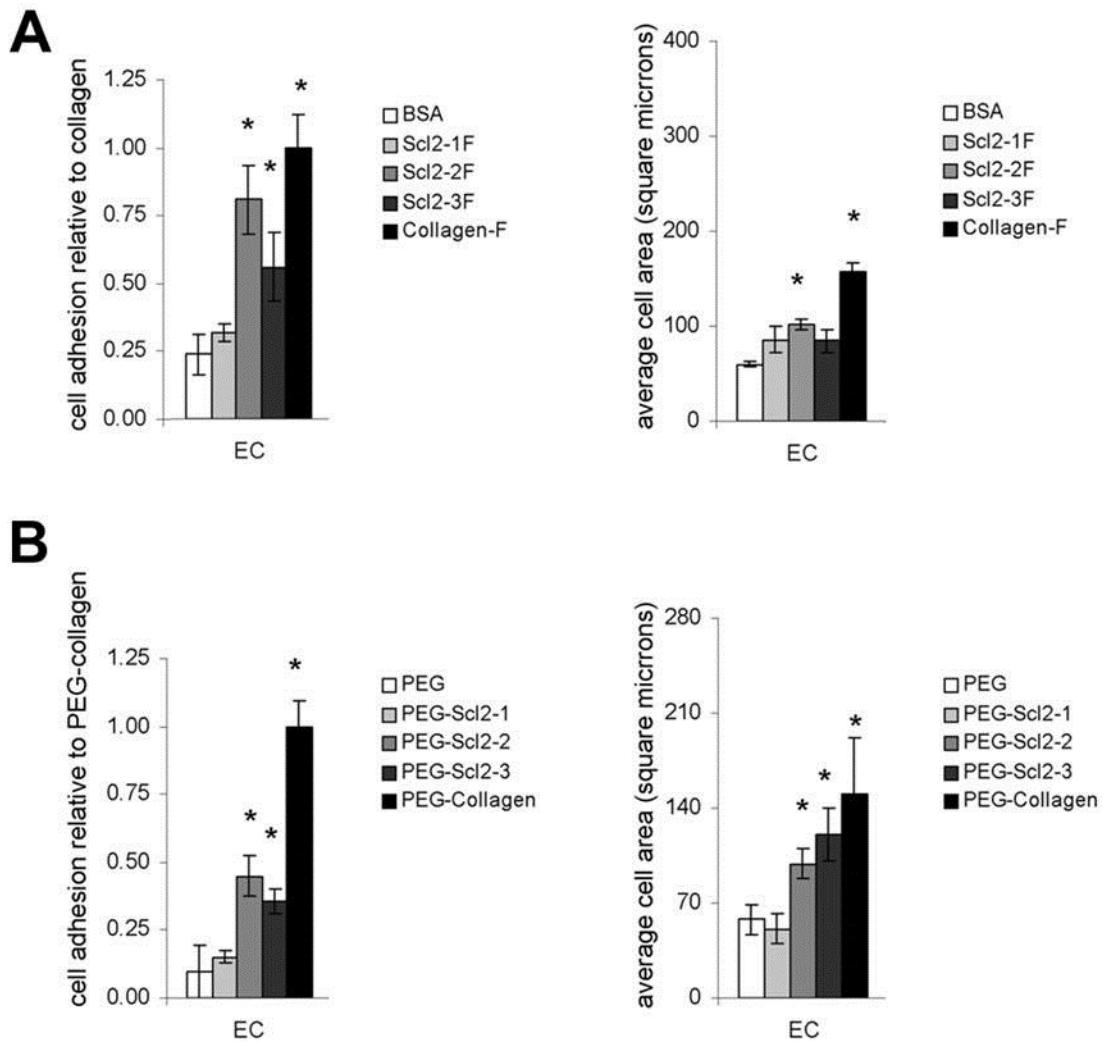 A
cell adhesion relative to collagen
1.25
1.00
0.75
0.50
0.25
0.00
*
*
*
EC
BSA
Scl2-1F
Scl2-2F
Scl2-3F
Collagen-F
average cell area (square micrrons)
400
300
200
100
0
*
*
EC
BSA
Scl2-1F
Scl2-2F
Scl2-3F
Collagen-F
B
cell adhesion relative to PEG-collagen
1.25
1.00
0.75
0.50
0.25
0.00
*
*
*
EC
PEG
PEG-Scl2-1
PEG-Scl2-2
PEG-Scl2-3
PEG-Collagen
average cell area (square micrrons)
280
210
140
70
0
*
*
*
EC
PEG
PEG-Scl2-1
PEG-Scl2-2
PEG-Scl2-3
PEG-Collagen